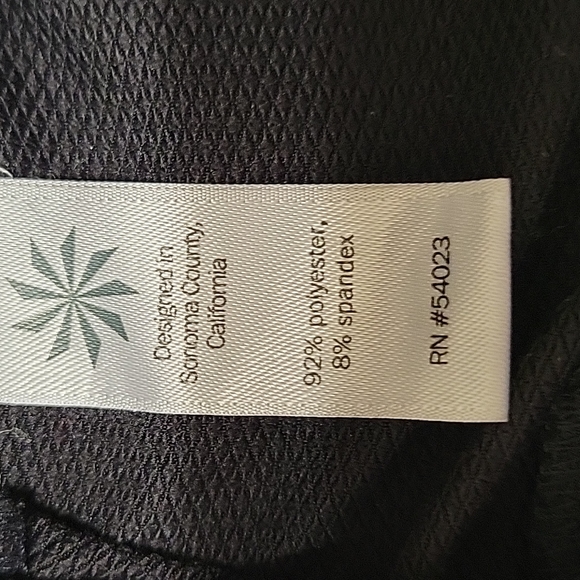 Designed in
Sonoma County,
California
92% polyester,
8% spandex
RN #54023